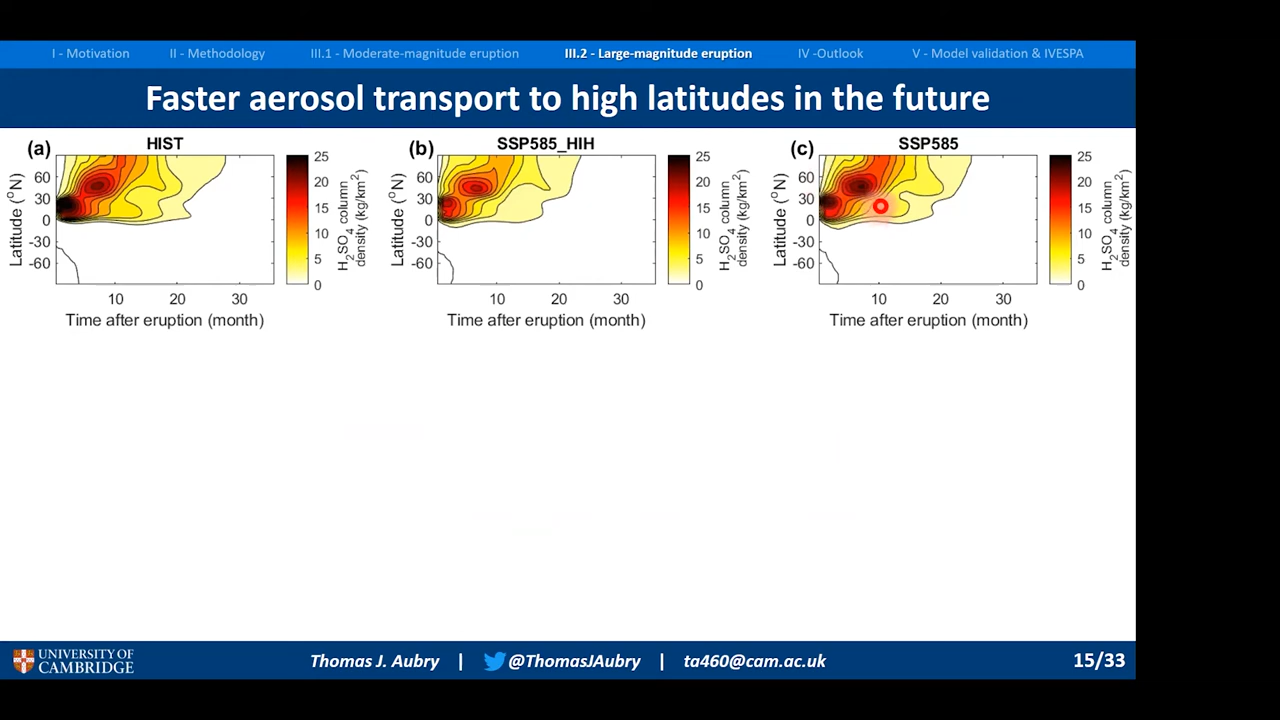 I - Motivation II - Methodology III.1 - Moderate-magnitude eruption III.2 - Large-magnitude eruption IV -Outlook V - Model validation & IVESPA
Faster aerosol transport to high latitudes in the future
(a) HIST
60
30
0
-30
-60
Latitude (°N)
10 20 30
Time after eruption (month)
25
20
15
10
5
0
H2SO4 column
density (kg/km2)
(b) SSP585_HIH
60
30
0
-30
-60
Latitude (°N)
10 20 30
Time after eruption (month)
25
20
15
10
5
0
H2SO4 column
density (kg/km2)
(c) SSP585
60
30
0
-30
-60
Latitude (°N)
10 20 30
Time after eruption (month)
25
20
15
10
5
0
H2SO4 column
density (kg/km2)
UNIVERSITY OF
CAMBRIDGE
Thomas J. Aubry | @ThomasJAubry | ta460@cam.ac.uk
15/33